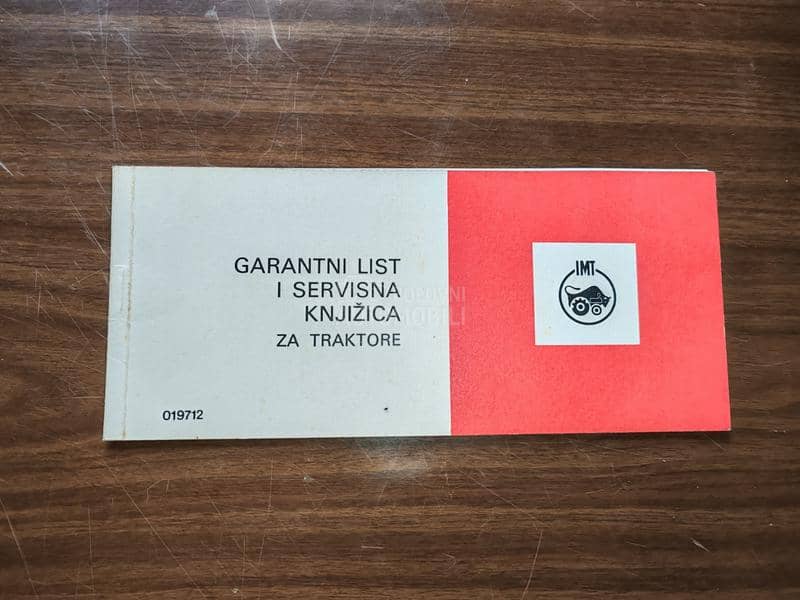 GARANTNI LIST
I SERVISNA
KNJIŽICA
ZA TRAKTORE
019712
IMT